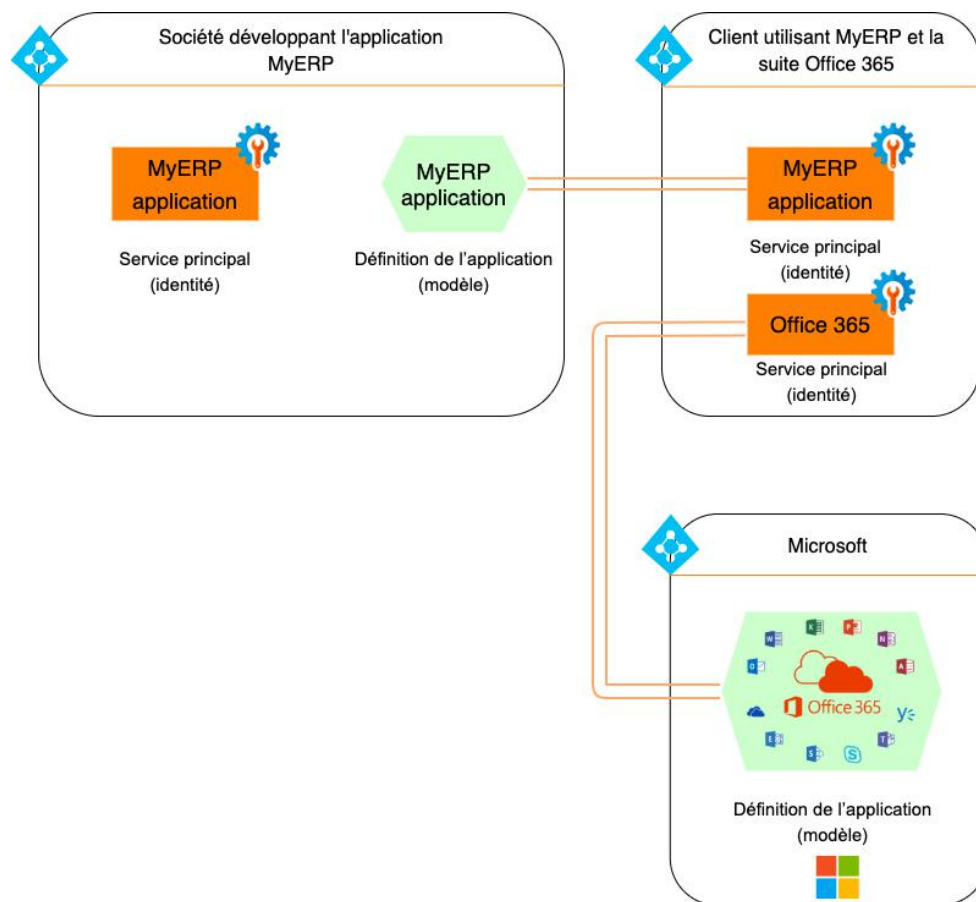 Société développant l'application
MyERP
MyERP
application
Service principal
(identité)
MyERP
application
Définition de l’application
(modèle)
Client utilisant MyERP et la
suite Office 365
MyERP
application
Service principal
(identité)
Office 365
Service principal
(identité)
Microsoft
W
X
P
N
O
A
Office 365
y
E
S
S
T
Définition de l’application
(modèle)